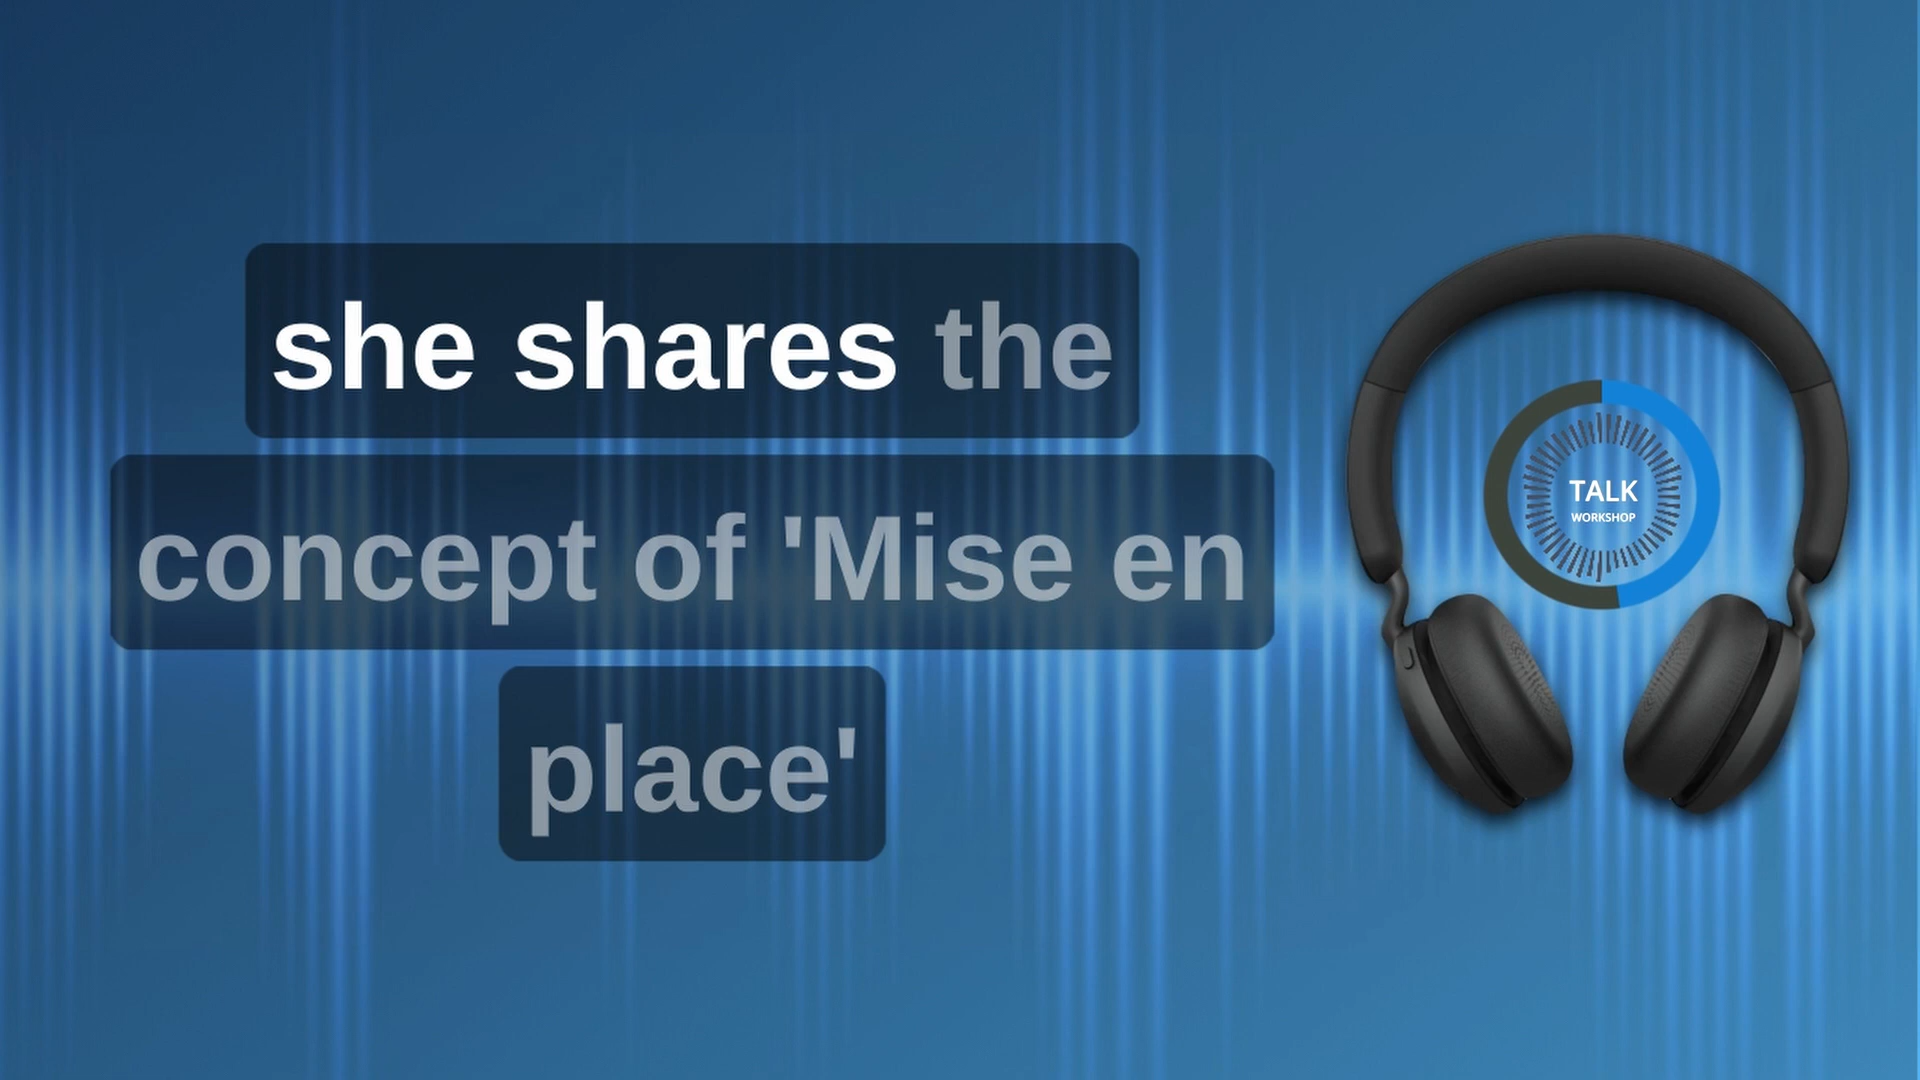 she shares the
concept of 'Mise en
place'
TALK
WORKSHOP